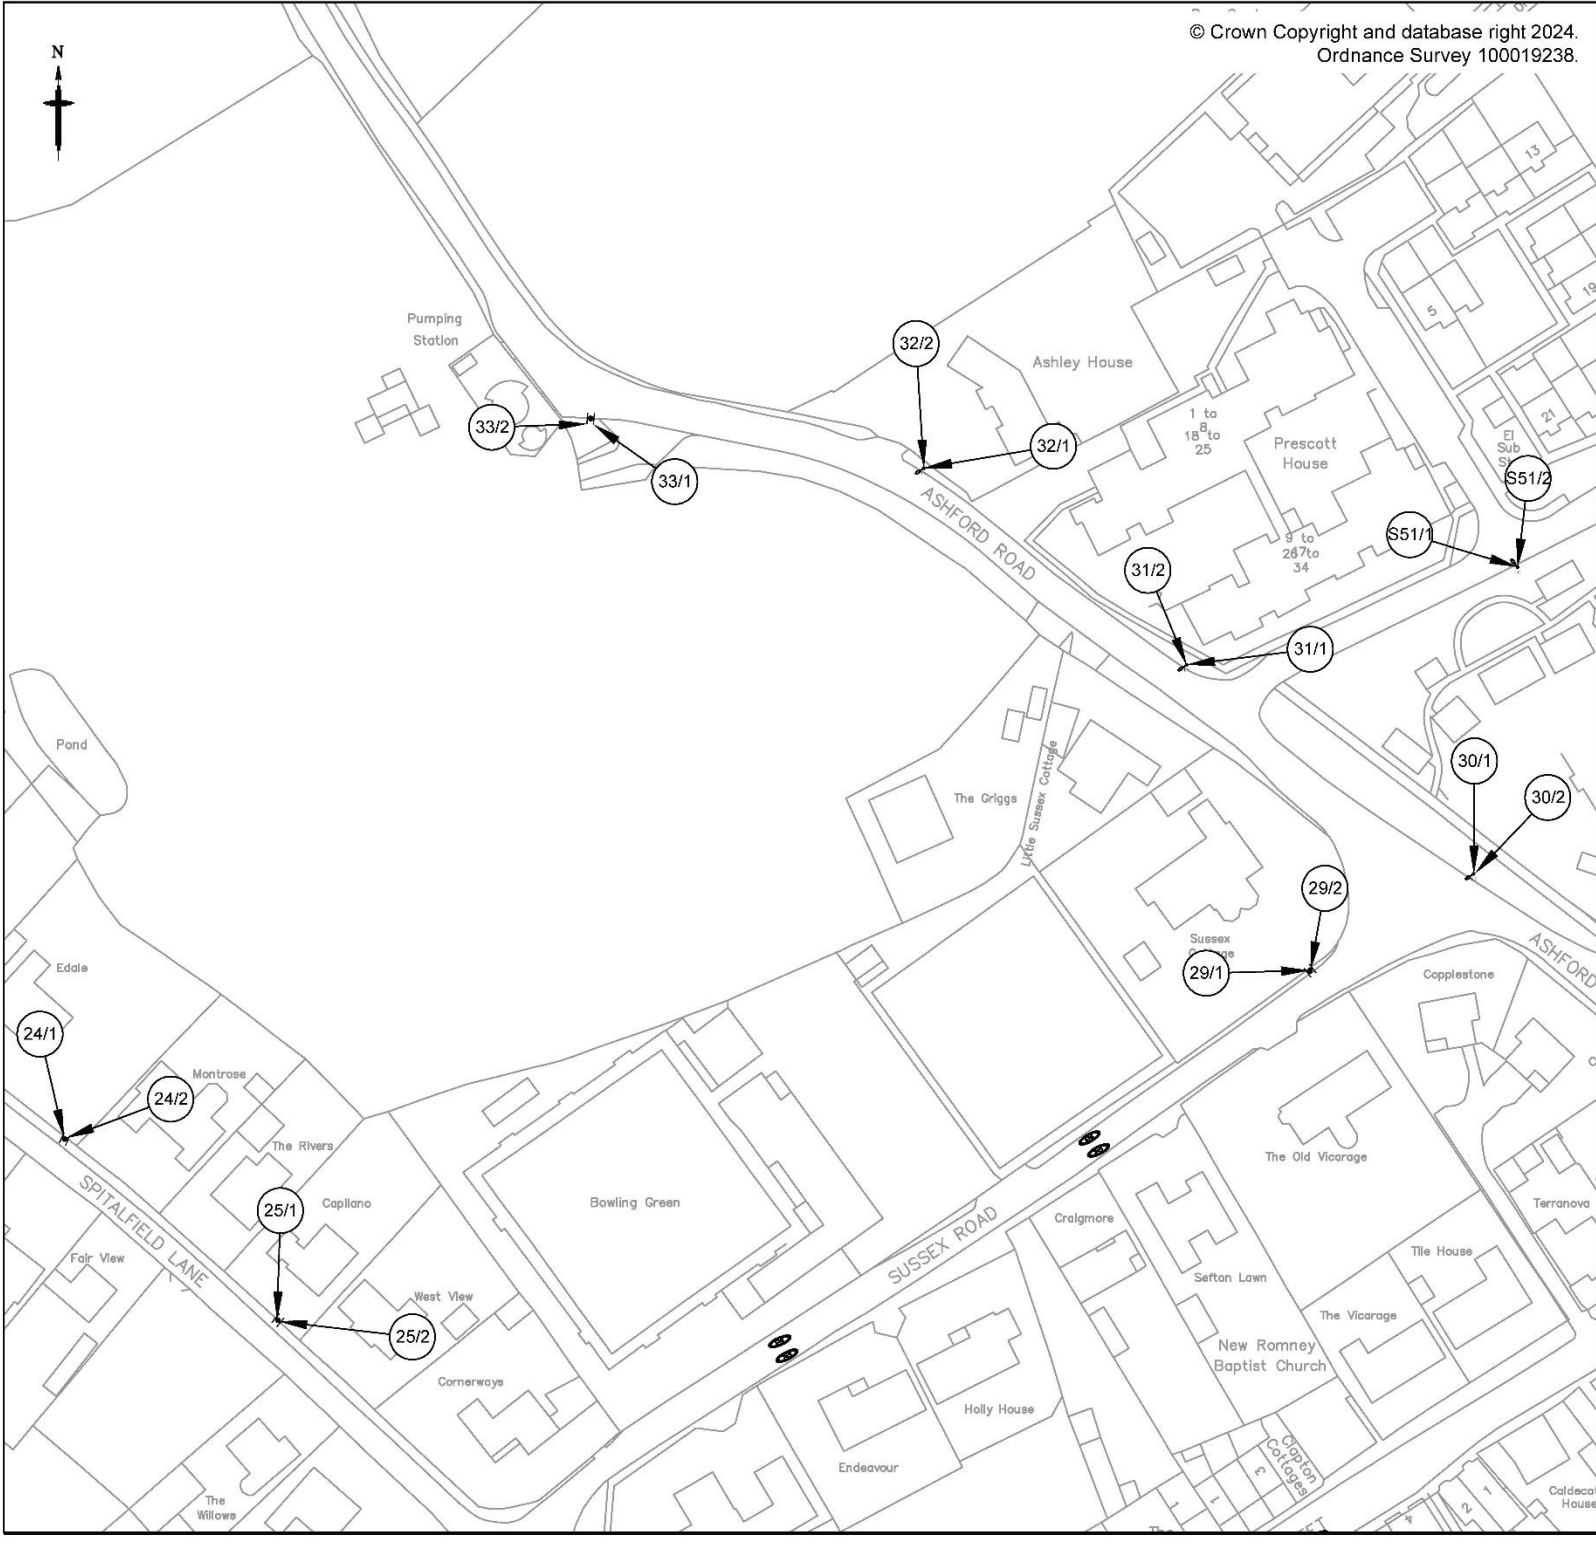 © Crown Copyright and database right 2024.
Ordnance Survey 100019238.
N
13
19
5
21
Pumping
Station
32/2
Ashley House
33/2
32/1
33/1
1 to
8
18 to
25
Prescott
House
El
Sub
S51/2
S51/1
ASHFORD ROAD
9 to
34
31/2
31/1
Pond
The Griggs
Little Sussex Cottage
30/1
30/2
29/2
29/1
Sussex
ASHFORD
Copplestone
Edale
24/1
Montrose
24/2
The Rivers
Capilano
25/1
SPITALFIELD LANE
Fair View
West View
25/2
Cornerways
Bowling Green
SUSSEX ROAD
The Old Vicarage
Craigmore
Sefton Lawn
Terranova
Tile House
The Vicarage
New Romney
Baptist Church
Holly House
Endeavour
The
Willows
Clapton
Cottages
3
1
1
4
2
1
House